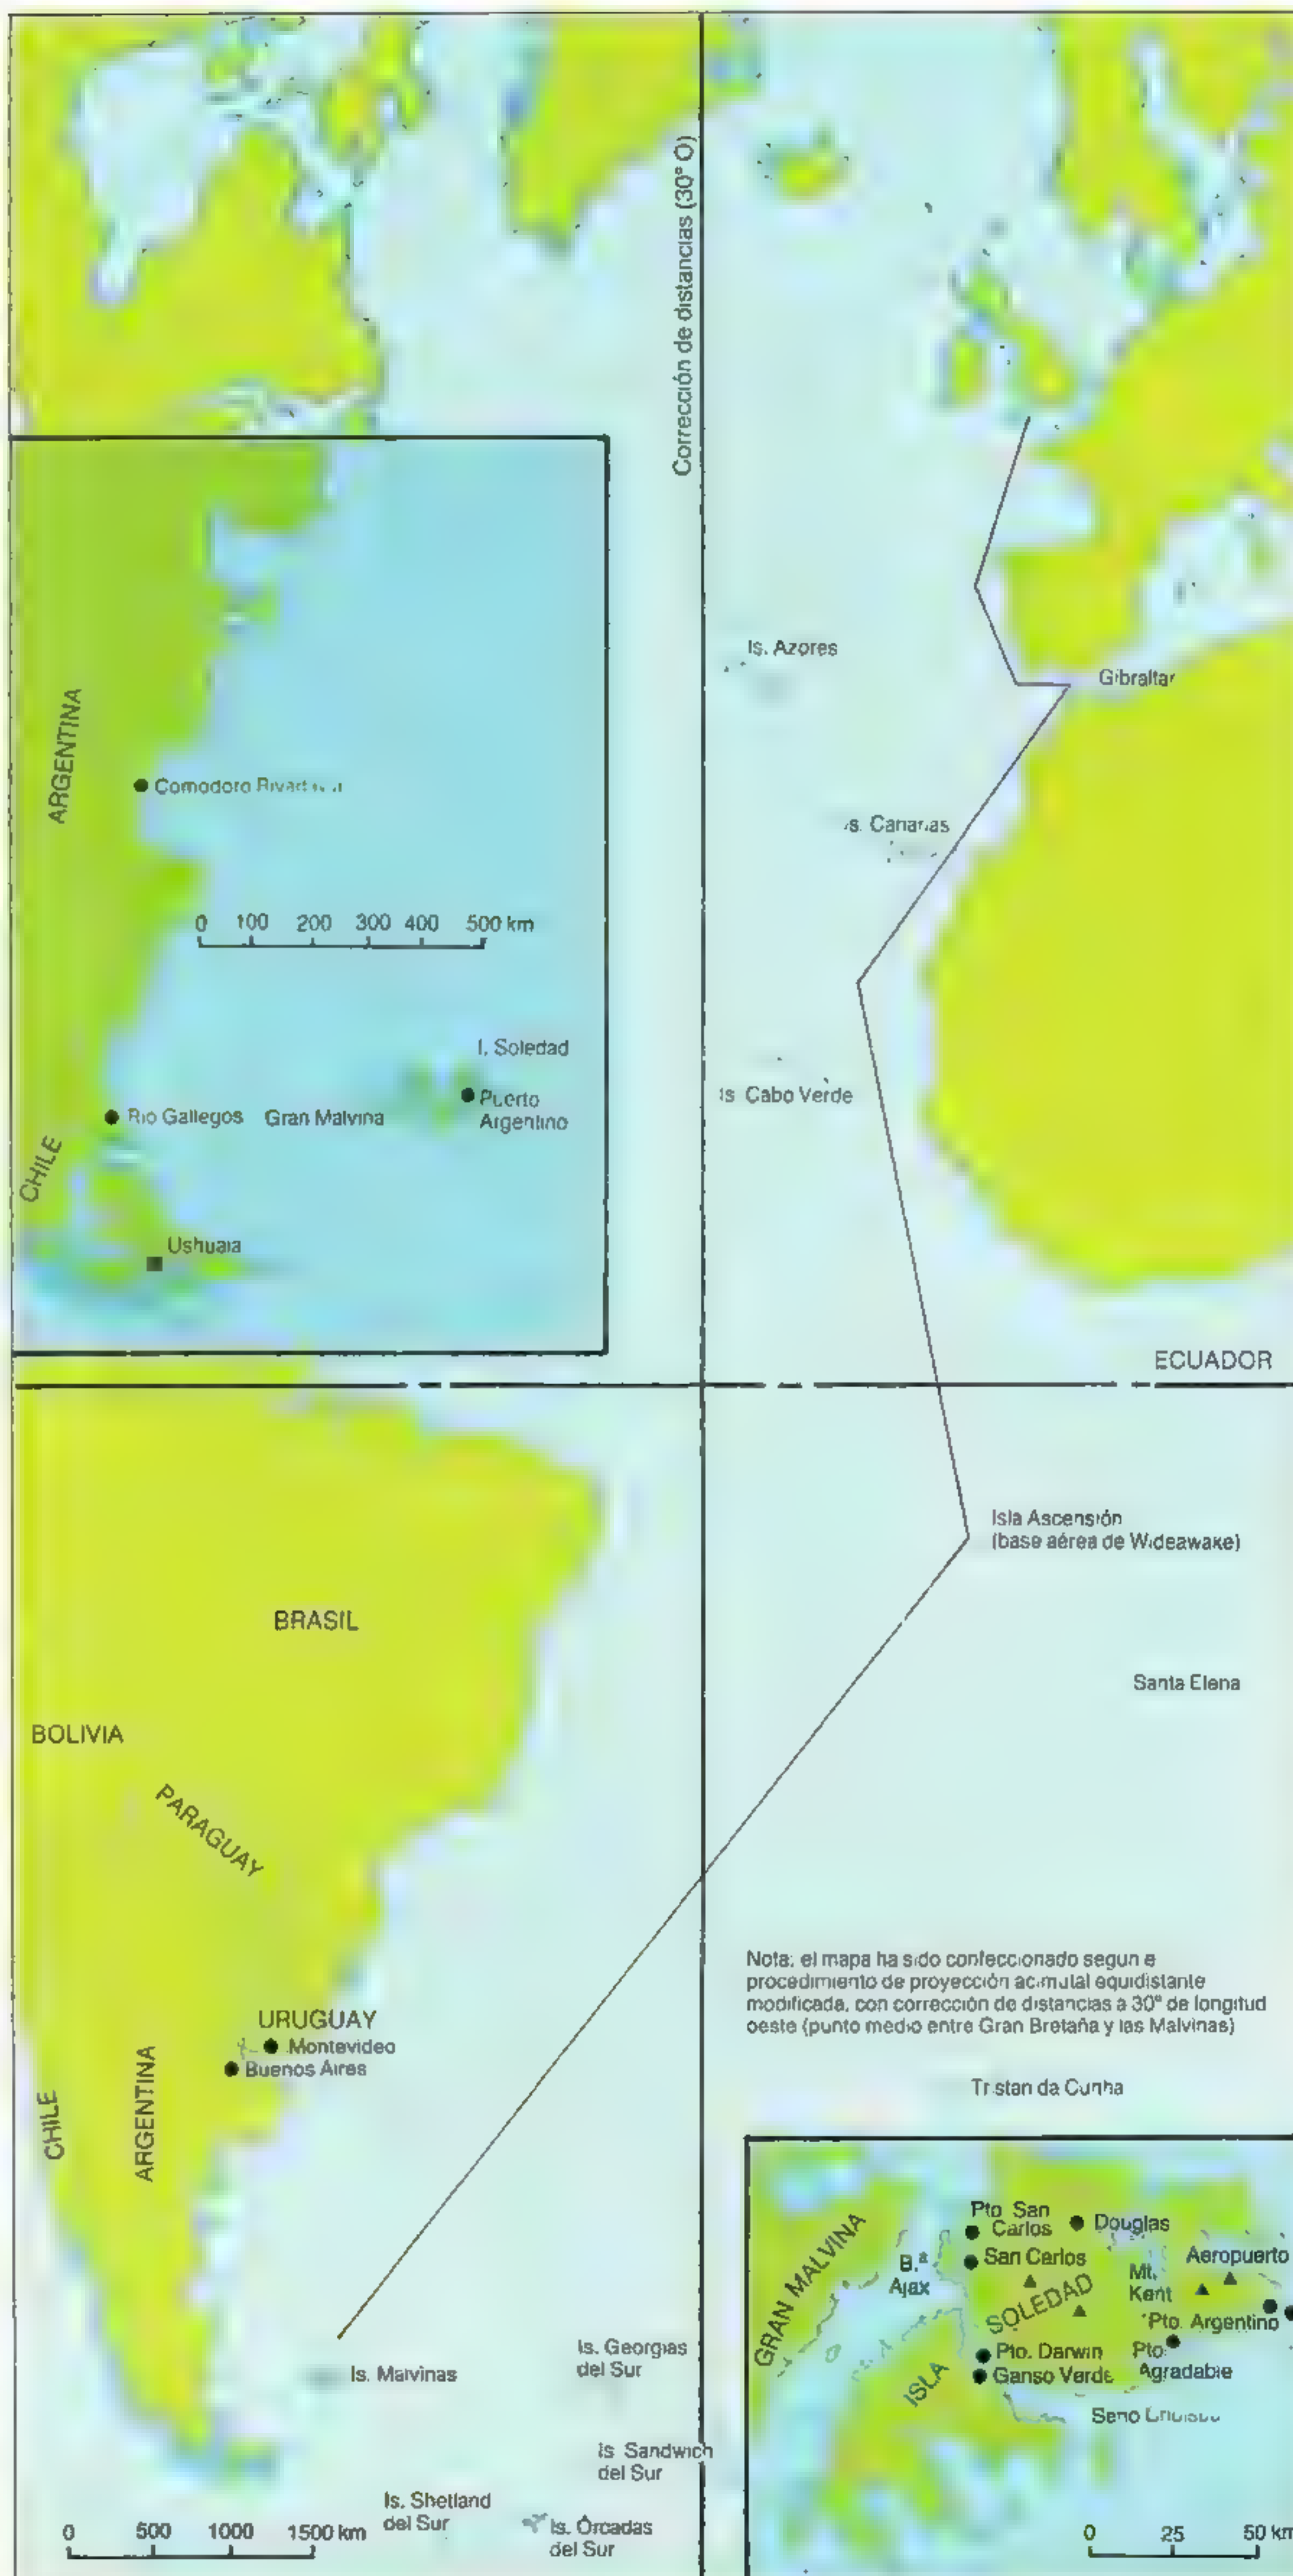 Corrección de distancias (30° O)
Is. Azores
Gibraltar
Is. Canarias
Is Cabo Verde
ECUADOR
Isla Ascensión
(base aérea de Wideawake)
Santa Elena
ARGENTINA
Comodoro
0 100 200 300 400 500 km
I. Soledad
Puerto
Argentino
Río Gallegos
Gran Malvina
CHILE
Ushuaia
BRASIL
BOLIVIA
PARAGUAY
URUGUAY
Montevideo
Buenos Aires
ARGENTINA
CHILE
Nota: el mapa ha sido confeccionado segun e
procedimiento de proyección acimutal equidistante
modificada, con corrección de distancias a 30° de longitud
oeste (punto medio entre Gran Bretaña y las Malvinas)
Tristan da Cunha
Is. Malvinas
Is. Georgias
del Sur
Is Sandwich
del Sur
Is. Shetland
del Sur
Is. Orcadas
del Sur
0 500 1000 1500 km
GRAN MALVINA
Pto. San
Carlos
Douglas
San Carlos
B.ª
Ajax
Aeropuerto
Mt.
Kent
ISLA SOLEDAD
Pto. Argentino
Pto. Darwin
Ganso Verde
Pto.
Agradable
Seno
0 25 50 km